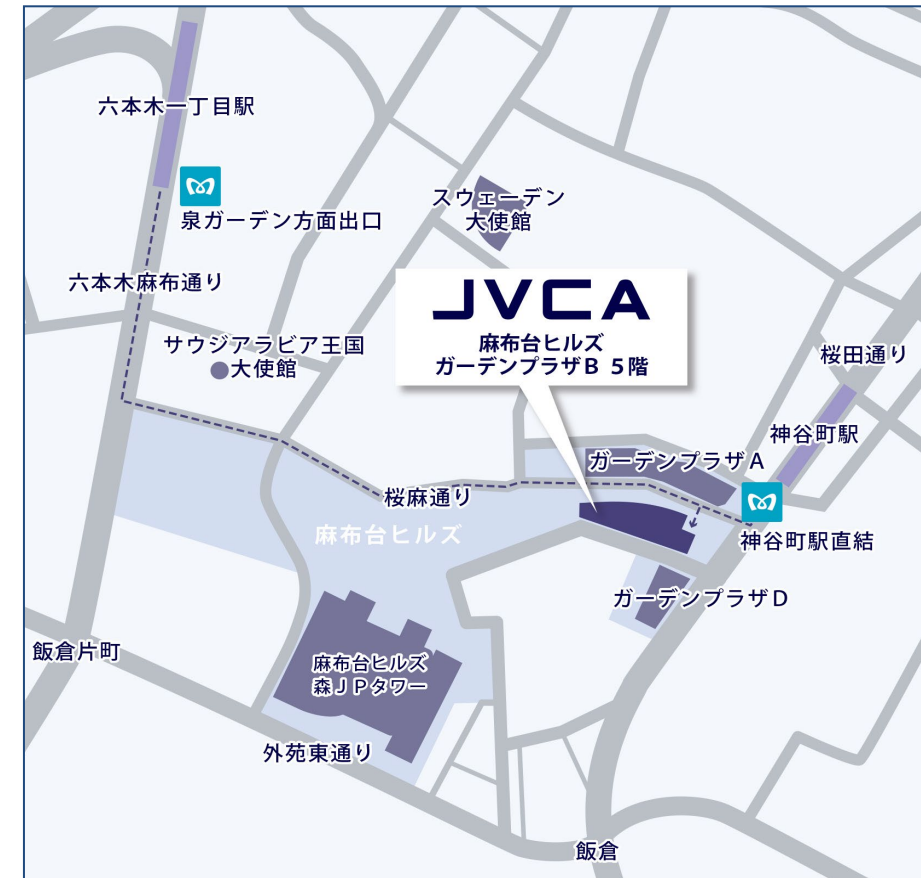 六本木一丁目駅
泉ガーデン方面出口
スウェーデン
大使館
六本木麻布通り
JVCA
麻布台ヒルズ
ガーデンプラザB 5階
サウジアラビア王国
大使館
桜田通り
神谷町駅
ガーデンプラザA
桜麻通り
麻布台ヒルズ
神谷町駅直結
ガーデンプラザD
飯倉片町
麻布台ヒルズ
森JPタワー
外苑東通り
飯倉